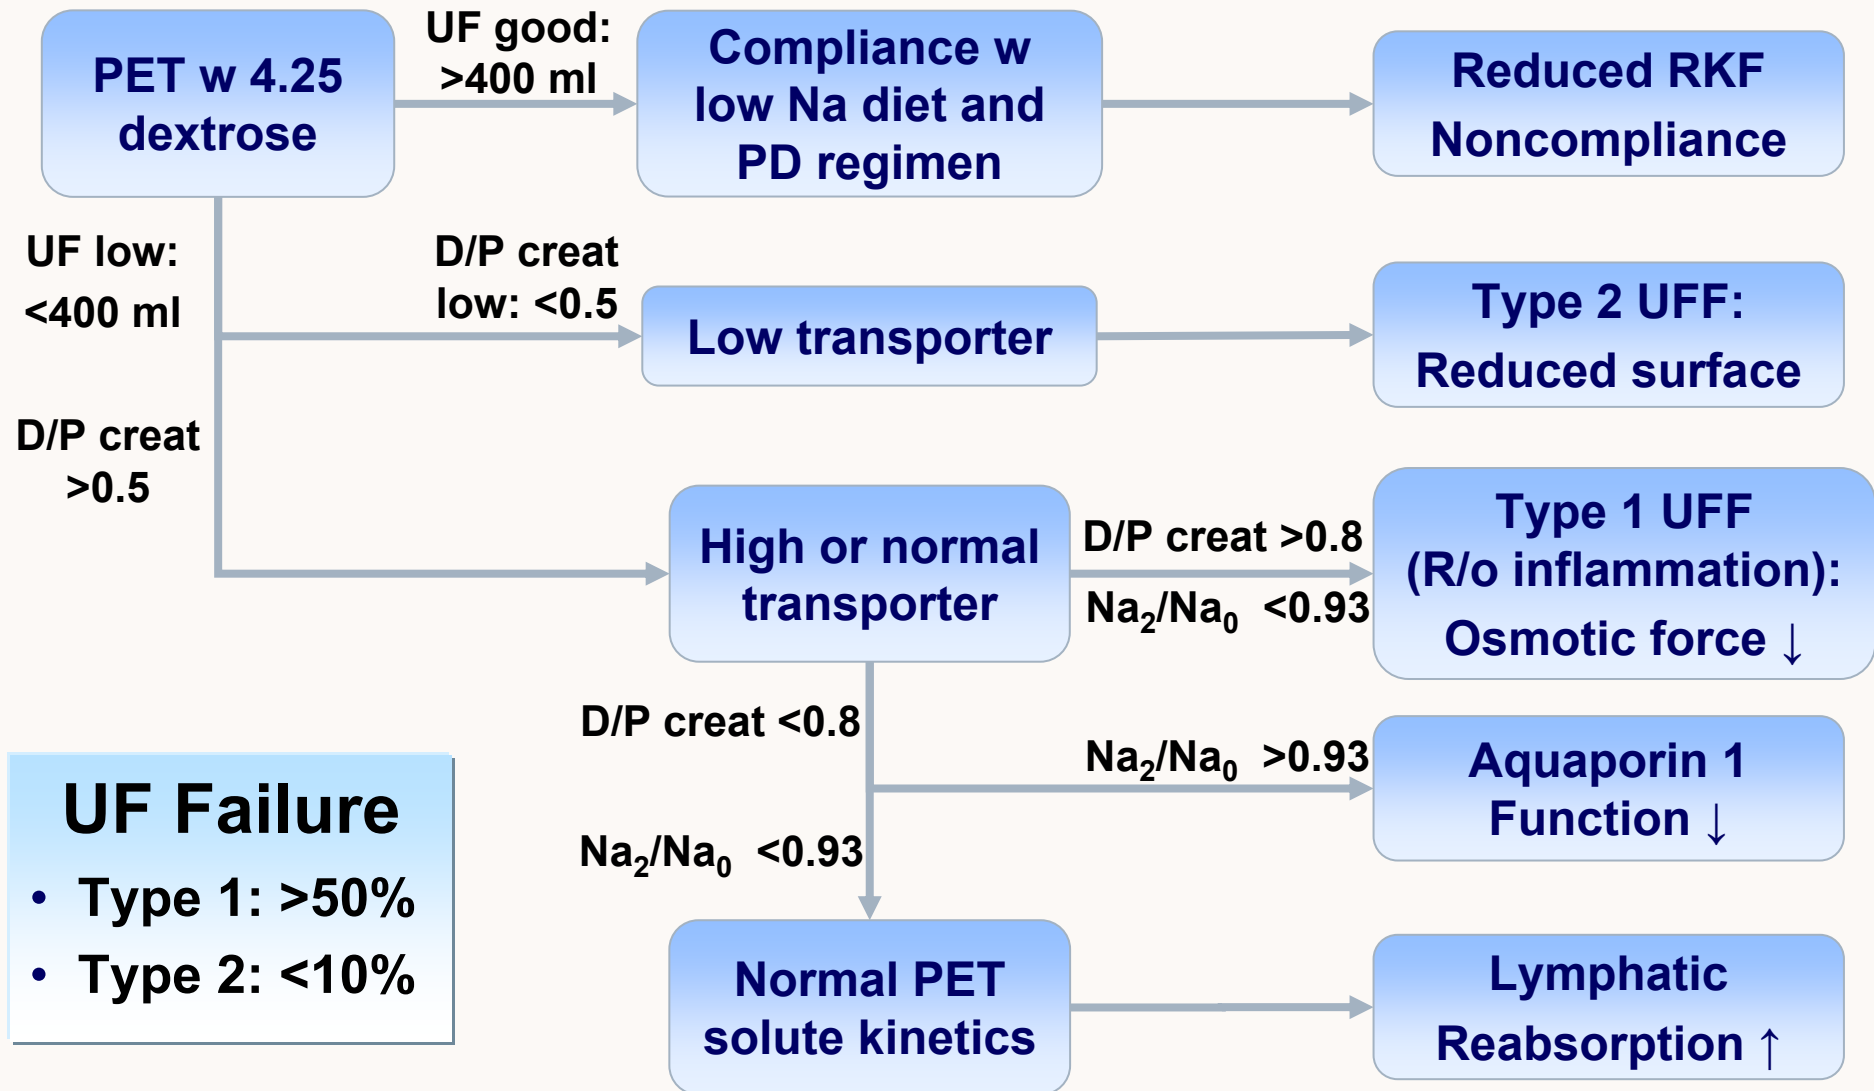 PET w 4.25
dextrose
UF good:
>400 ml
Compliance w
low Na diet and
PD regimen
Reduced RKF
Noncompliance
UF low:
<400 ml
D/P creat
low: <0.5
Low transporter
Type 2 UFF:
Reduced surface
D/P creat
>0.5
High or normal
transporter
D/P creat >0.8
Na₂/Na₀ <0.93
Type 1 UFF
(R/o inflammation):
Osmotic force ↓
D/P creat <0.8
Na₂/Na₀ >0.93
Aquaporin 1
Function ↓
Na₂/Na₀ <0.93
Normal PET
solute kinetics
Lymphatic
Reabsorption ↑
UF Failure
• Type 1: >50%
• Type 2: <10%